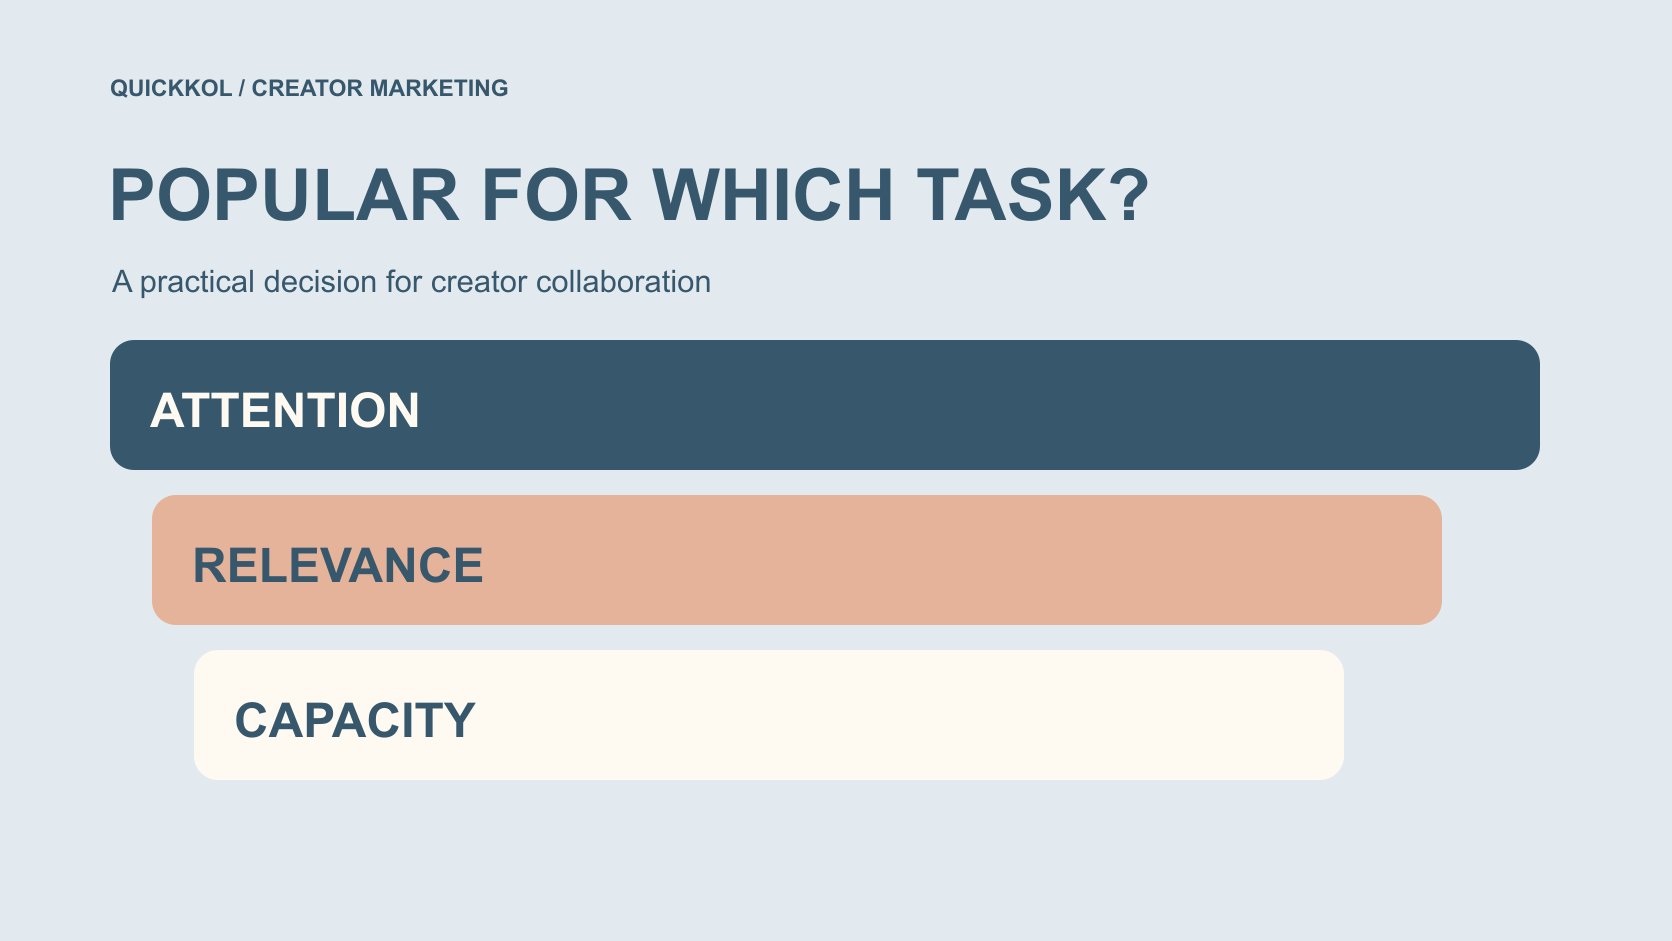 QUICKKOL / CREATOR MARKETING
POPULAR FOR WHICH TASK?
A practical decision for creator collaboration
ATTENTION
RELEVANCE
CAPACITY